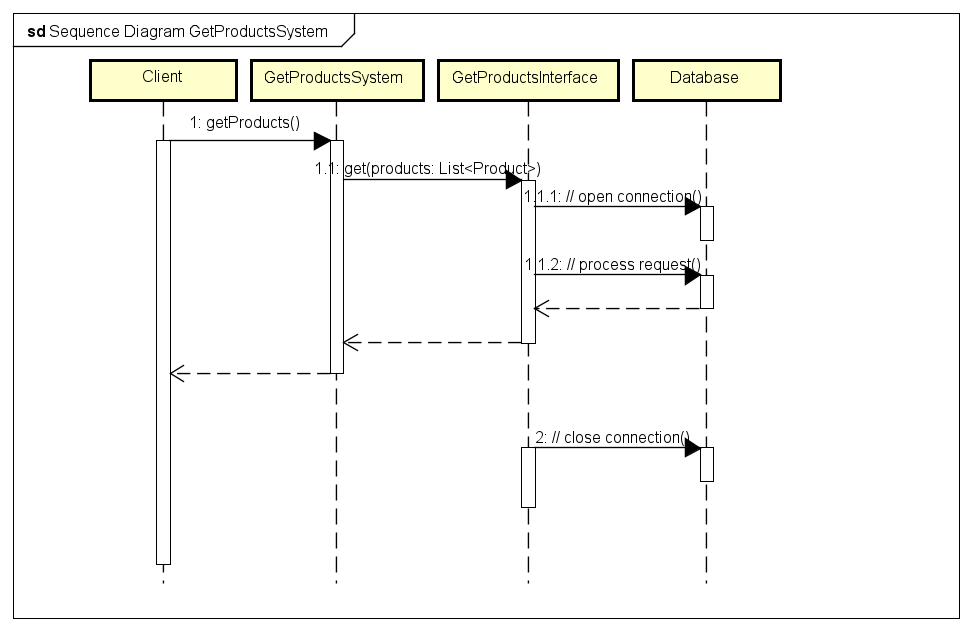 sd Sequence Diagram GetProductsSystem
Client
GetProductsSystem
GetProductsInterface
Database
1: getProducts()
1.1: get(products: List<Product>)
1.1.1: // open connection()
1.1.2: // process request()
2: // close connection()